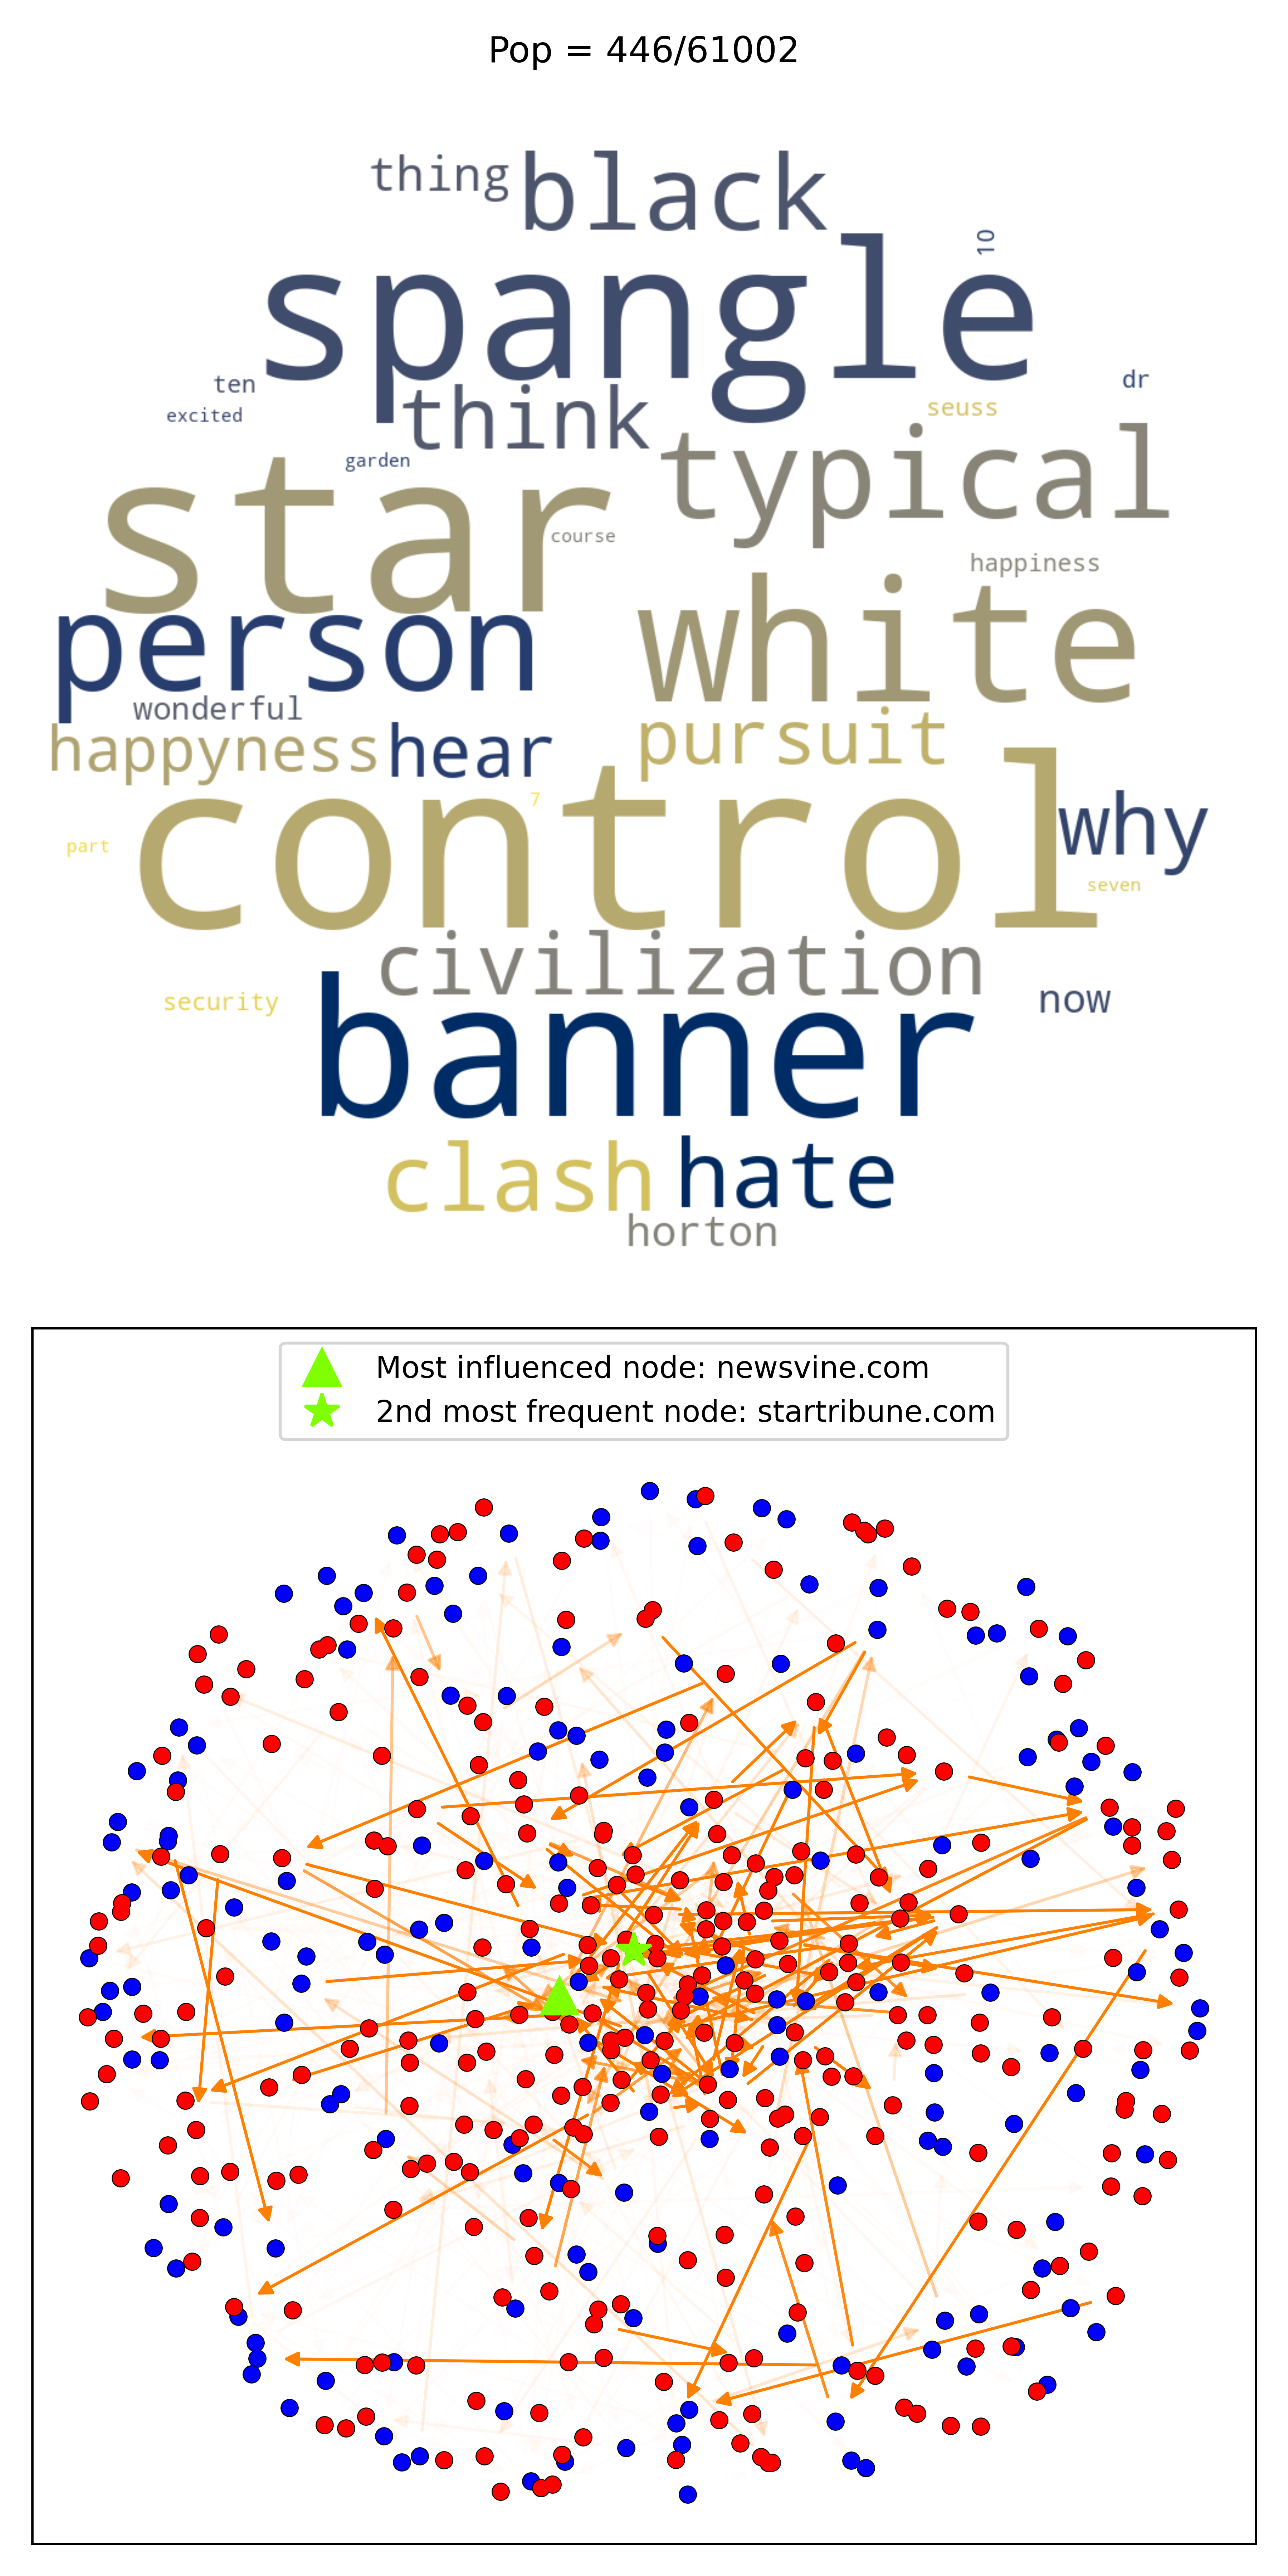 Pop = 446/61002
thing black
10
spangle
ten
dr
excited
think
seuss
garden
typical
star
course
happiness
person
white
wonderful
happyness hear
pursuit
7
control
why
part
seven
civilization
security
now
banner
clash hate
horton
Most influenced node: newsvine.com
2nd most frequent node: startribune.com